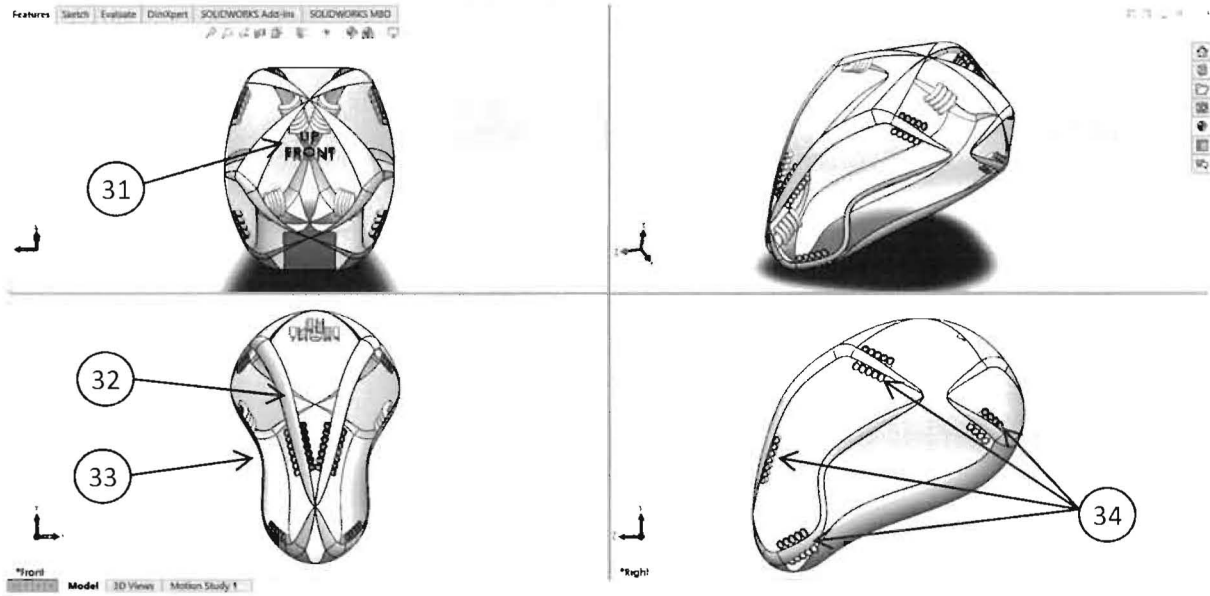 Features Sketch Evaluate DimXpert SOLIDWORKS Add-Ins SOLIDWORKS MBD
UP
FRONT
31
32
33
34
*Front
*Right
Model 3D Views Motion Study 1